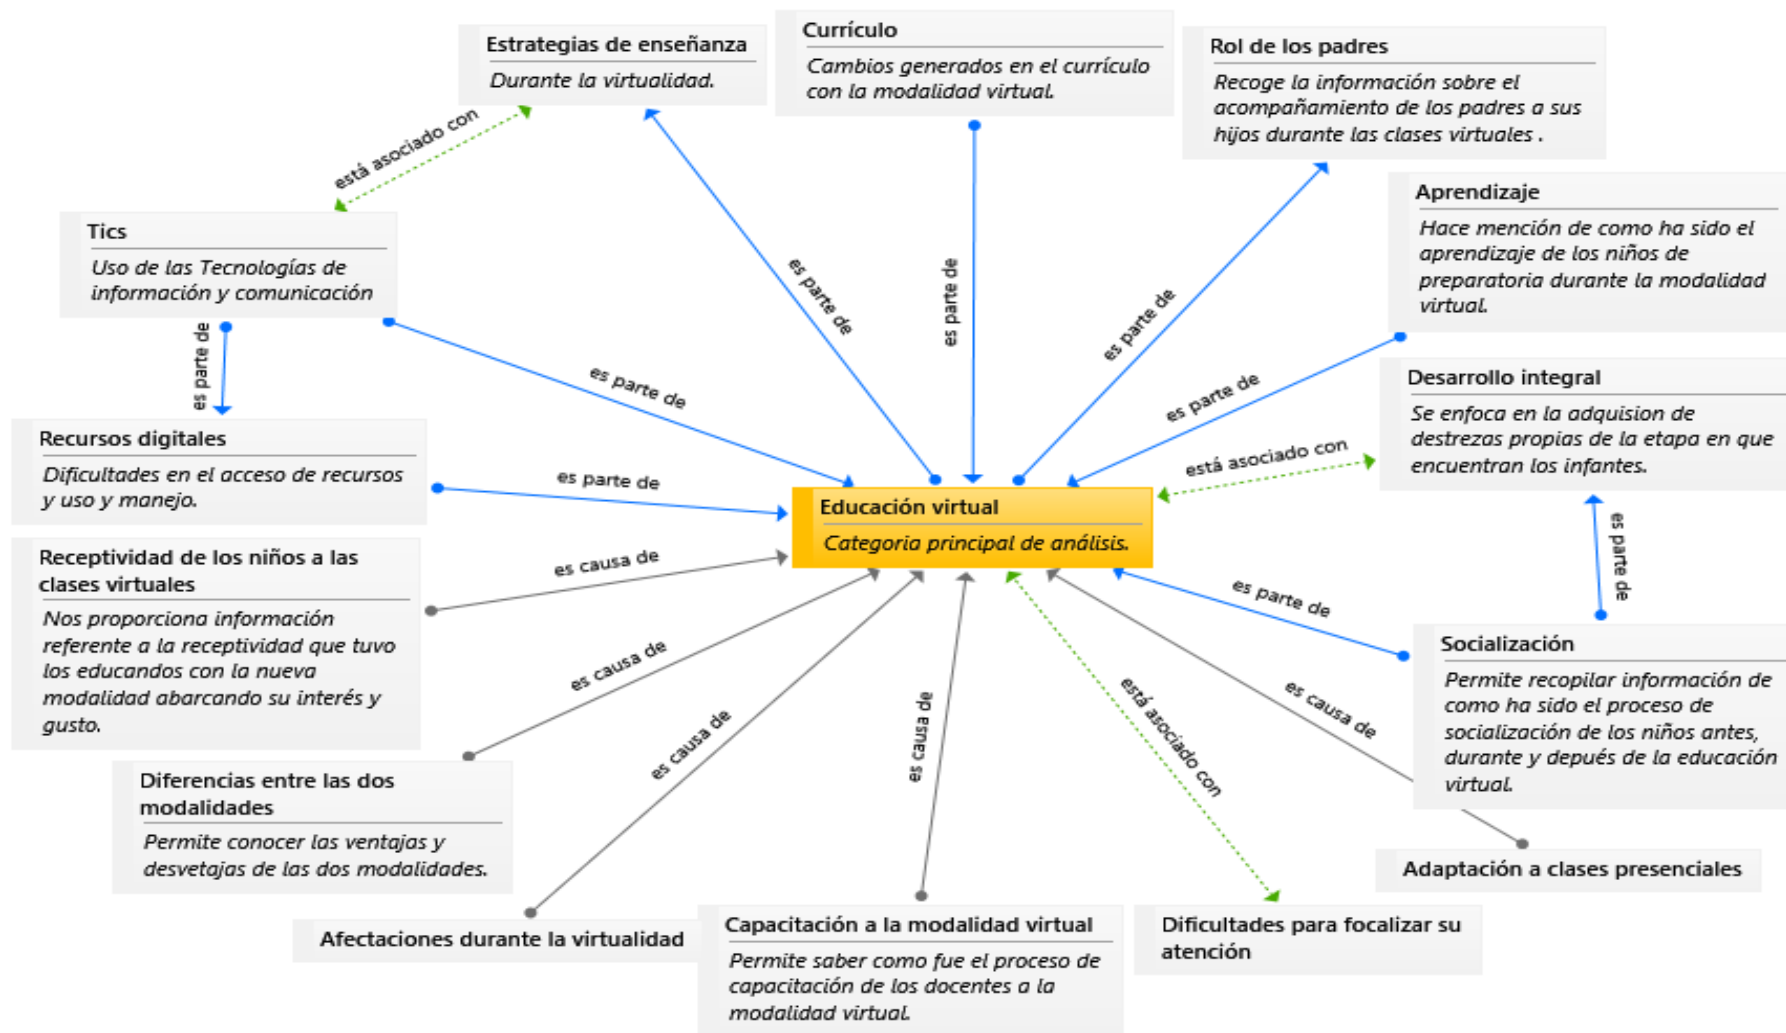 Estrategias de enseñanza
Durante la virtualidad.
Currículo
Cambios generados en el currículo
con la modalidad virtual.
Rol de los padres
Recoge la información sobre el
acompañamiento de los padres a sus
hijos durante las clases virtuales .
está asociado con
Tics
Uso de las Tecnologías de
información y comunicación
Aprendizaje
Hace mención de como ha sido el
aprendizaje de los niños de
preparatoria durante la modalidad
virtual.
es parte de
es parte de
es parte de
es parte de
es parte de
es parte de
Recursos digitales
Dificultades en el acceso de recursos
y uso y manejo.
es parte de
Desarrollo integral
Se enfoca en la adquision de
destrezas propias de la etapa en que
encuentran los infantes.
está asociado con
Educación virtual
Categoria principal de análisis.
Receptividad de los niños a las
clases virtuales
Nos proporciona información
referente a la receptividad que tuvo
los educandos con la nueva
modalidad abarcando su interés y
gusto.
es causa de
es parte de
es parte de
Socialización
Permite recopilar información de
como ha sido el proceso de
socialización de los niños antes,
durante y depués de la educación
virtual.
es causa de
es causa de
es causa de
está asociado con
es causa de
Diferencias entre las dos
modalidades
Permite conocer las ventajas y
desvetajas de las dos modalidades.
Adaptación a clases presenciales
Afectaciones durante la virtualidad
Capacitación a la modalidad virtual
Permite saber como fue el proceso de
capacitación de los docentes a la
modalidad virtual.
Dificultades para focalizar su
atención